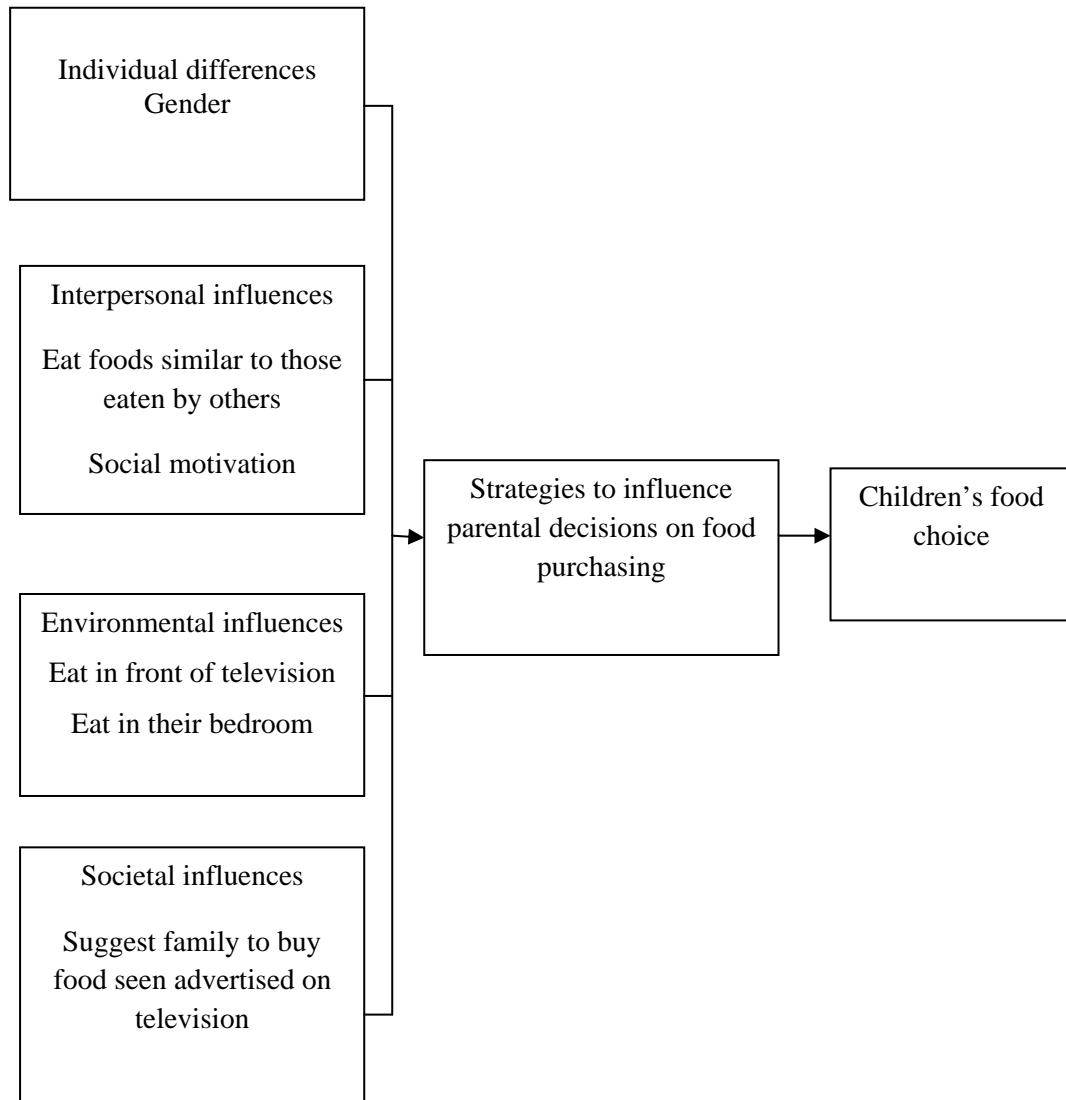 Individual differences
Gender
Interpersonal influences
Eat foods similar to those
eaten by others
Social motivation
Environmental influences
Eat in front of television
Eat in their bedroom
Societal influences
Suggest family to buy
food seen advertised on
television
Strategies to influence
parental decisions on food
purchasing
Children’s food
choice